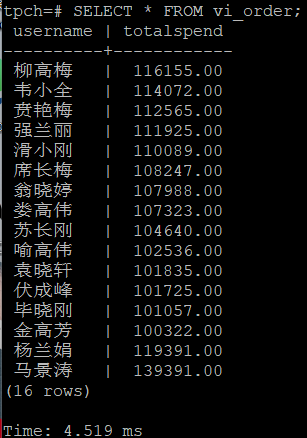 tpch=# SELECT * FROM vi_order;
username | totalspend
----------+------------
柳高梅 | 116155.00
韦小全 | 114072.00
贲艳梅 | 112565.00
强兰丽 | 111925.00
滑小刚 | 110089.00
席长梅 | 108247.00
翁晓婷 | 107988.00
娄高伟 | 107323.00
苏长刚 | 104640.00
喻高伟 | 102536.00
袁晓轩 | 101835.00
伏成峰 | 101725.00
毕晓刚 | 101057.00
金高芳 | 100322.00
杨兰娟 | 119391.00
马景涛 | 139391.00
(16 rows)
Time: 4.519 ms